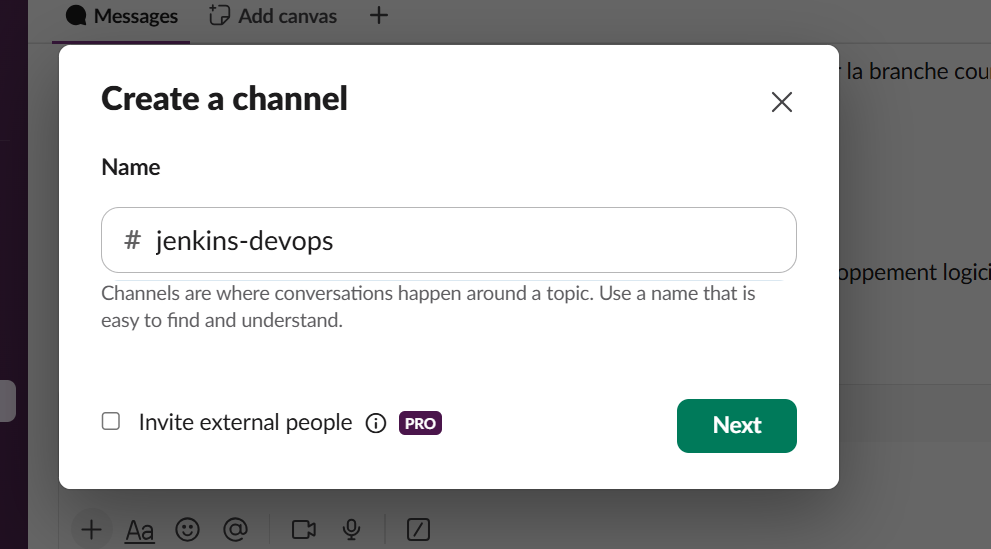 Messages Add canvas
la branche cou
Create a channel
Name
# jenkins-devops
oppement logici
Channels are where conversations happen around a topic. Use a name that is
easy to find and understand.
Invite external people PRO
Next
Aa